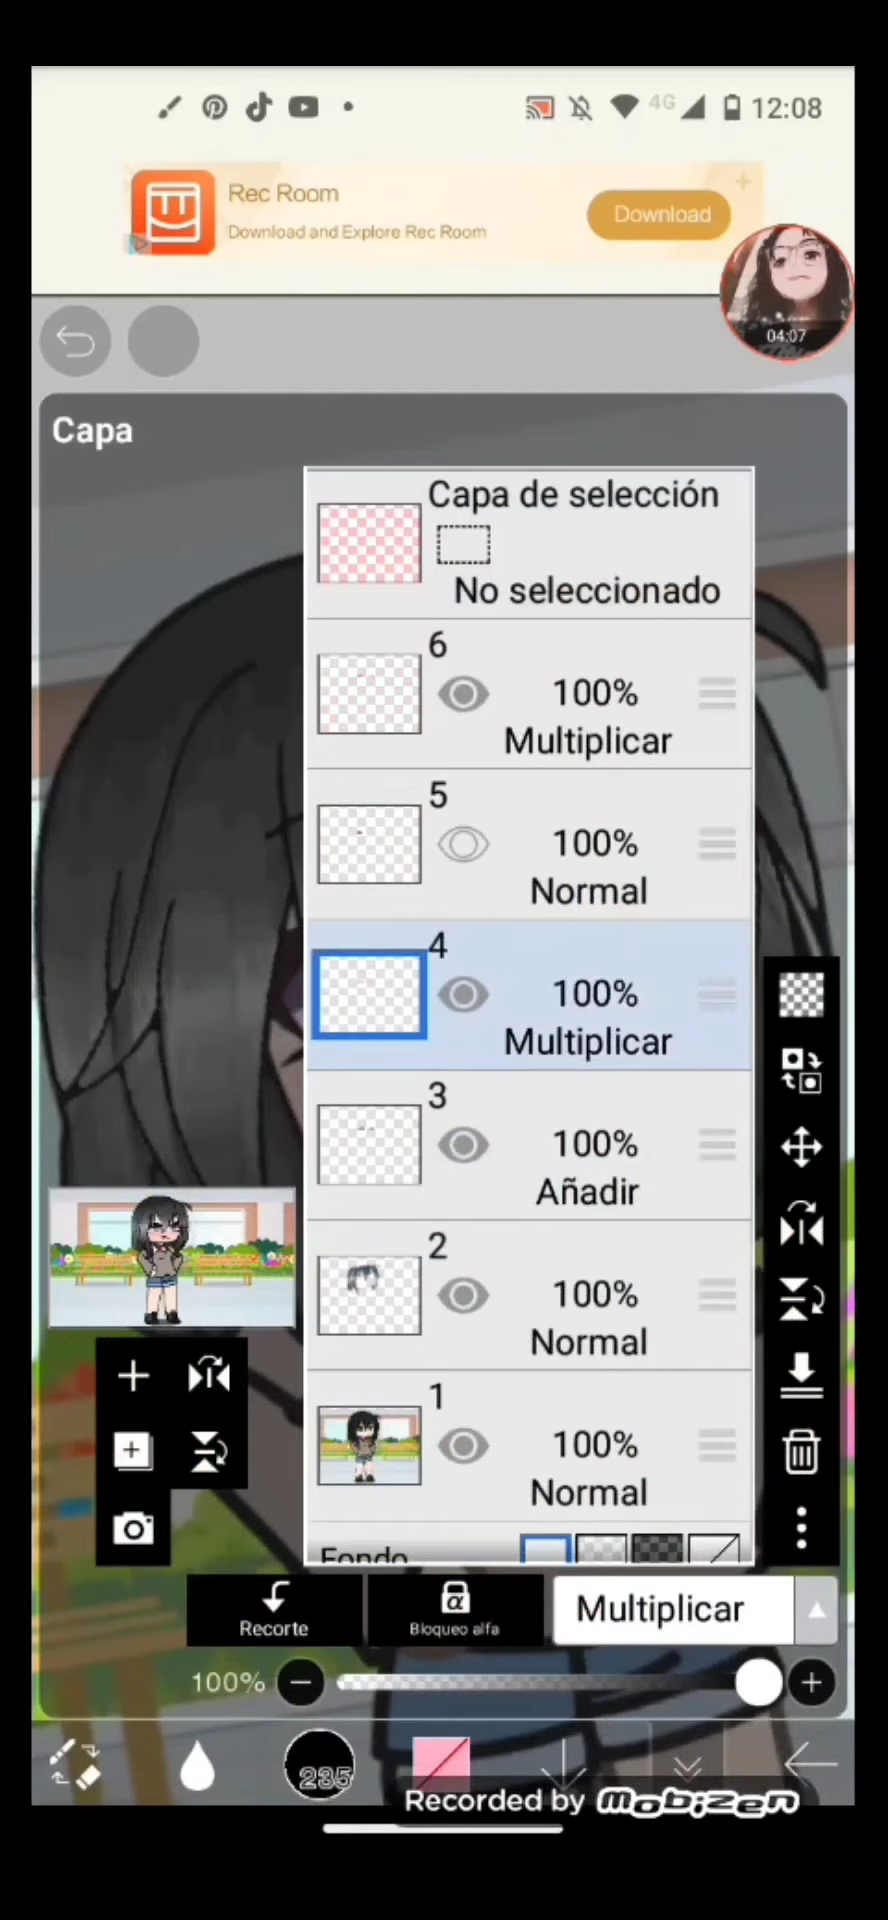 4G 12:08
Rec Room
Download and Explore Rec Room
Download
04:07
Capa
Capa de selección
No seleccionado
6
100%
Multiplicar
5
100%
Normal
4
100%
Multiplicar
3
100%
Añadir
2
100%
Normal
1
100%
Normal
Fondo
Recorte
α
Bloqueo alfa
Multiplicar
100%
235
Recorded by mobizen